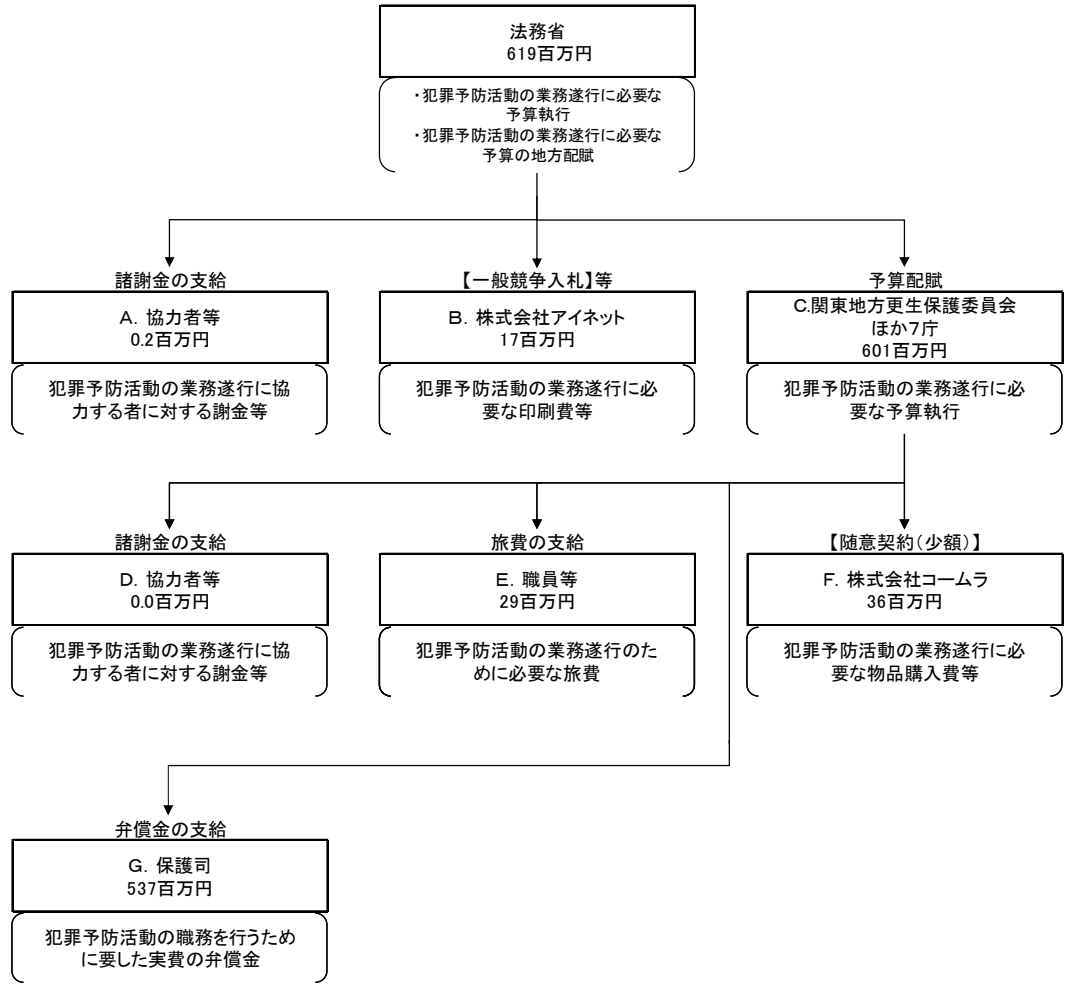 法務省
619百万円
・犯罪予防活動の業務遂行に必要な
予算執行
・犯罪予防活動の業務遂行に必要な
予算の地方配賦
諸謝金の支給
A．協力者等
0.2百万円
犯罪予防活動の業務遂行に協
力する者に対する謝金等
【一般競争入札】等
B．株式会社アイネット
17百万円
犯罪予防活動の業務遂行に必
要な印刷費等
予算配賦
C.関東地方更生保護委員会
ほか7庁
601百万円
犯罪予防活動の業務遂行に必
要な予算執行
諸謝金の支給
D．協力者等
0.0百万円
犯罪予防活動の業務遂行に協
力する者に対する謝金等
旅費の支給
E．職員等
29百万円
犯罪予防活動の業務遂行のた
めに必要な旅費
【随意契約（少額）】
F．株式会社コームラ
36百万円
犯罪予防活動の業務遂行に必
要な物品購入費等
弁償金の支給
G．保護司
537百万円
犯罪予防活動の職務を行うため
に要した実費の弁償金